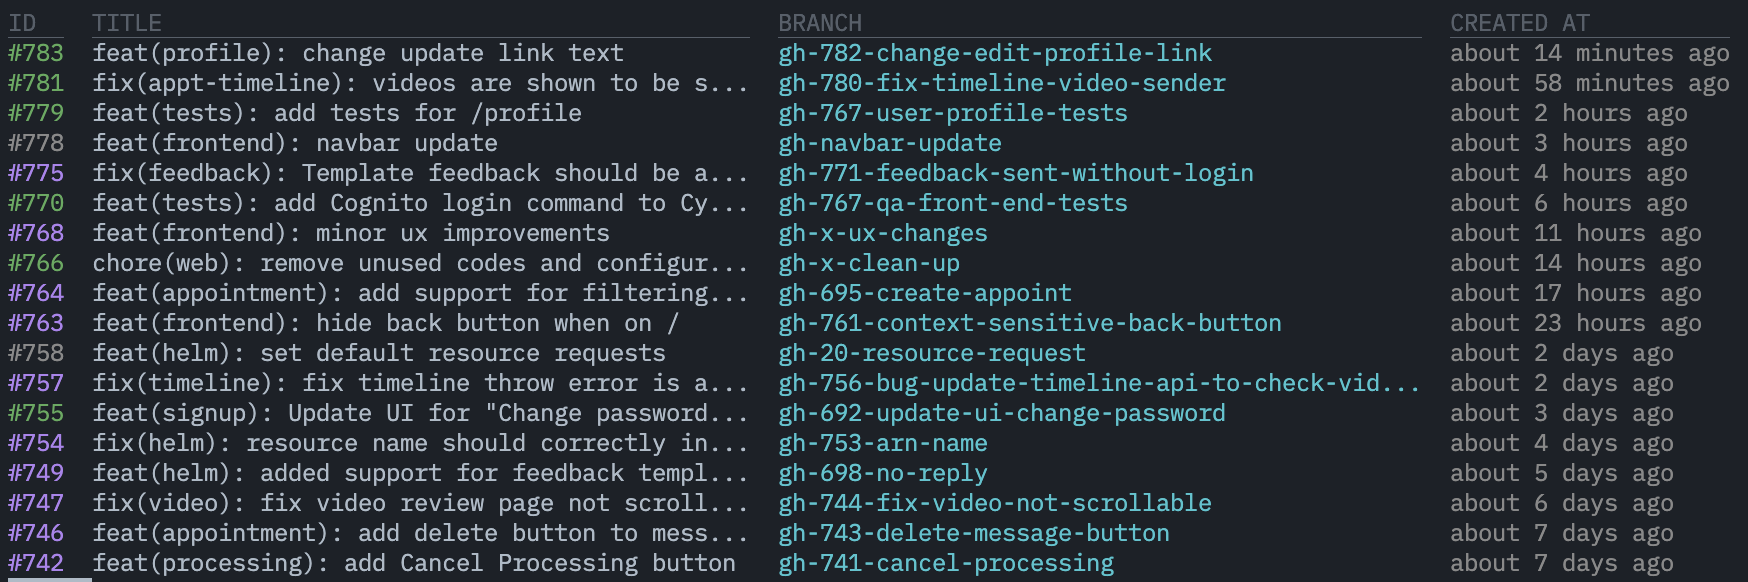 ID TITLE BRANCH CREATED AT
#783 feat(profile): change update link text gh-782-change-edit-profile-link about 14 minutes ago
#781 fix(appt-timeline): videos are shown to be s... gh-780-fix-timeline-video-sender about 58 minutes ago
#779 feat(tests): add tests for /profile gh-767-user-profile-tests about 2 hours ago
#778 feat(frontend): navbar update gh-navbar-update about 3 hours ago
#775 fix(feedback): Template feedback should be a... gh-771-feedback-sent-without-login about 4 hours ago
#770 feat(tests): add Cognito login command to Cy... gh-767-qa-front-end-tests about 6 hours ago
#768 feat(frontend): minor ux improvements gh-x-ux-changes about 11 hours ago
#766 chore(web): remove unused codes and configur... gh-x-clean-up about 14 hours ago
#764 feat(appointment): add support for filtering... gh-695-create-appoint about 17 hours ago
#763 feat(frontend): hide back button when on / gh-761-context-sensitive-back-button about 23 hours ago
#758 feat(helm): set default resource requests gh-20-resource-request about 2 days ago
#757 fix(timeline): fix timeline throw error is a... gh-756-bug-update-timeline-api-to-check-vid... about 2 days ago
#755 feat(signup): Update UI for "Change password... gh-692-update-ui-change-password about 3 days ago
#754 fix(helm): resource name should correctly in... gh-753-arn-name about 4 days ago
#749 feat(helm): added support for feedback templ... gh-698-no-reply about 5 days ago
#747 fix(video): fix video review page not scroll... gh-744-fix-video-not-scrollable about 6 days ago
#746 feat(appointment): add delete button to mess... gh-743-delete-message-button about 7 days ago
#742 feat(processing): add Cancel Processing button gh-741-cancel-processing about 7 days ago